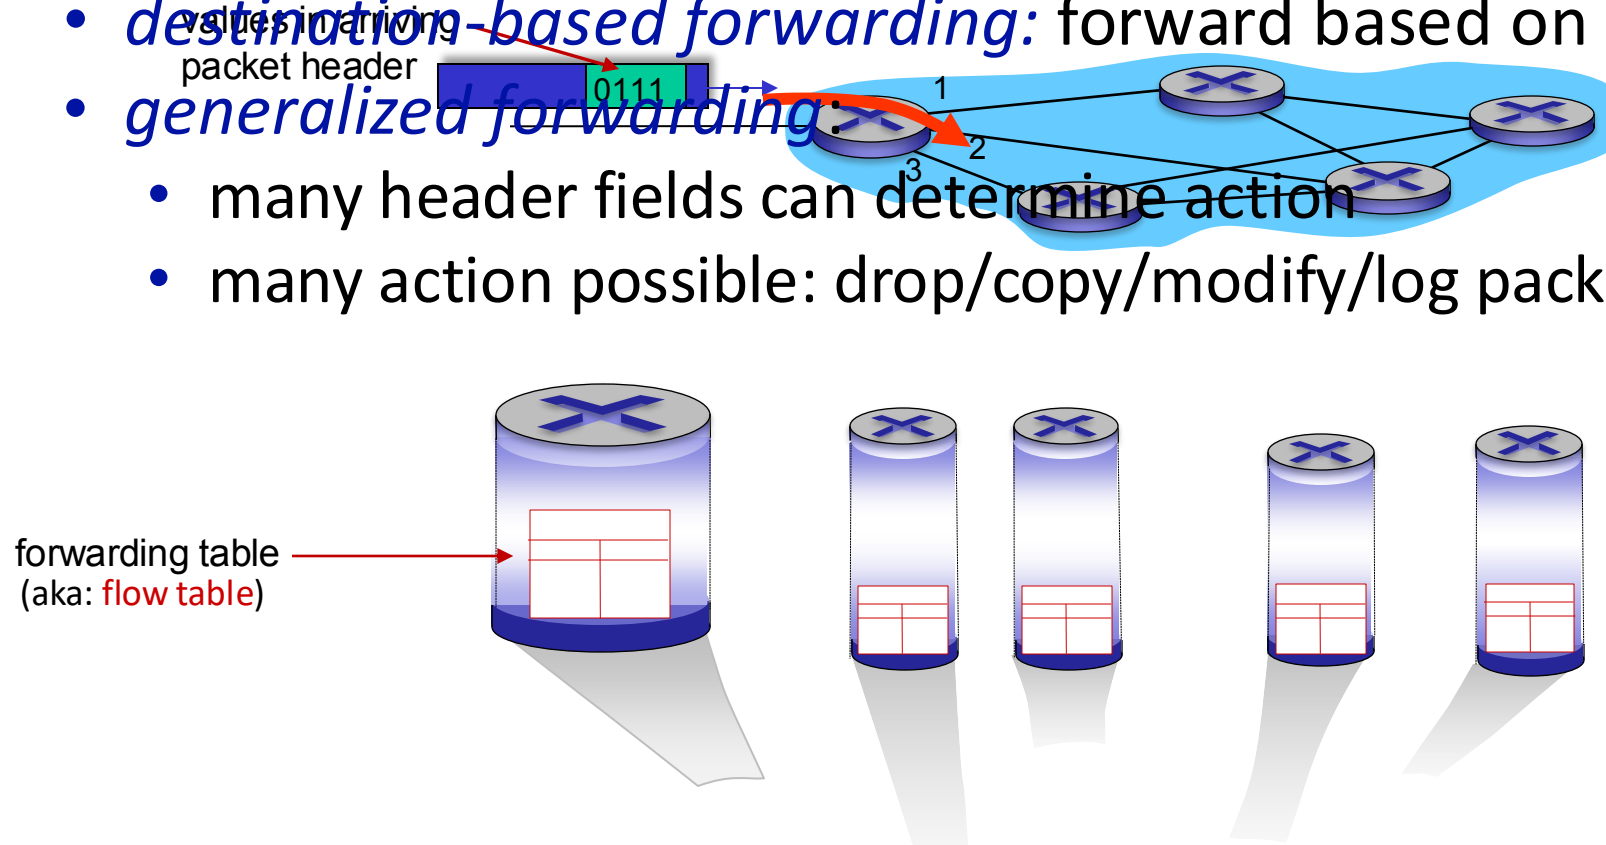 • destination-based forwarding: forward based on
values in arriving
packet header
0111
• generalized forwarding:
1
2
3
• many header fields can determine action
• many action possible: drop/copy/modify/log pack
forwarding table
(aka: flow table)